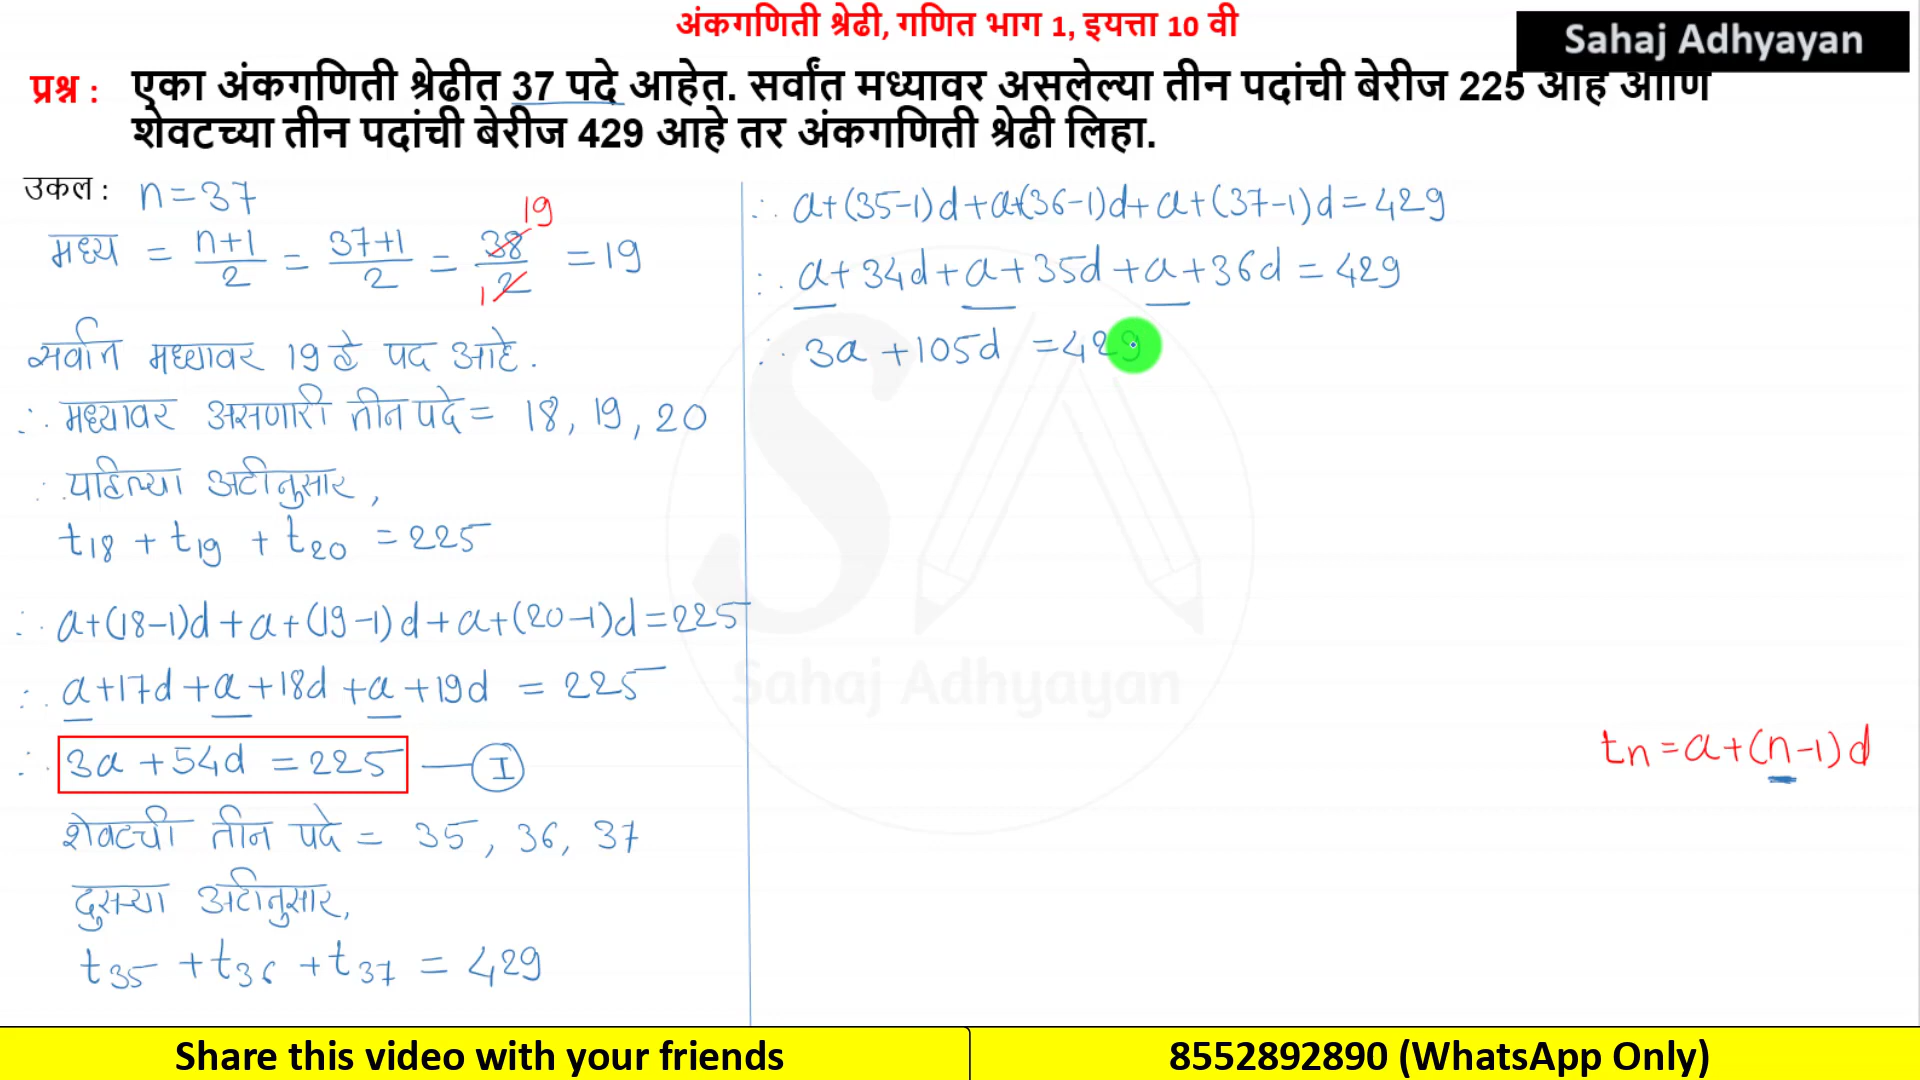 अंकगणिती श्रेढी, गणित भाग 1, इयत्ता 10 वी
Sahaj Adhyayan
प्रश्न : एका अंकगणिती श्रेढीत 37 पदे आहेत. सर्वांत मध्यावर असलेल्या तीन पदांची बेरीज 225 आहे आणि
शेवटच्या तीन पदांची बेरीज 429 आहे तर अंकगणिती श्रेढी लिहा.
उकल : n = 37
मध्य = n+1/2 = 37+1/2 = 38/2 = 19
19
1
सर्वात मध्यावर 19 हे पद आहे.
∴ मध्यावर असणारी तीन पदे = 18, 19, 20
∴ पहिल्या अटीनुसार,
t18 + t19 + t20 = 225
∴ a+(18-1)d + a+(19-1)d + a+(20-1)d = 225
∴ a+17d + a+18d + a+19d = 225
∴ 3a + 54d = 225 — I
शेवटची तीन पदे = 35, 36, 37
दुसऱ्या अटीनुसार,
t35 + t36 + t37 = 429
∴ a+(35-1)d + a+(36-1)d + a+(37-1)d = 429
∴ a+34d + a+35d + a+36d = 429
∴ 3a + 105d = 429
tn = a+(n-1)d
Sahaj Adhyayan
Share this video with your friends
8552892890 (WhatsApp Only)